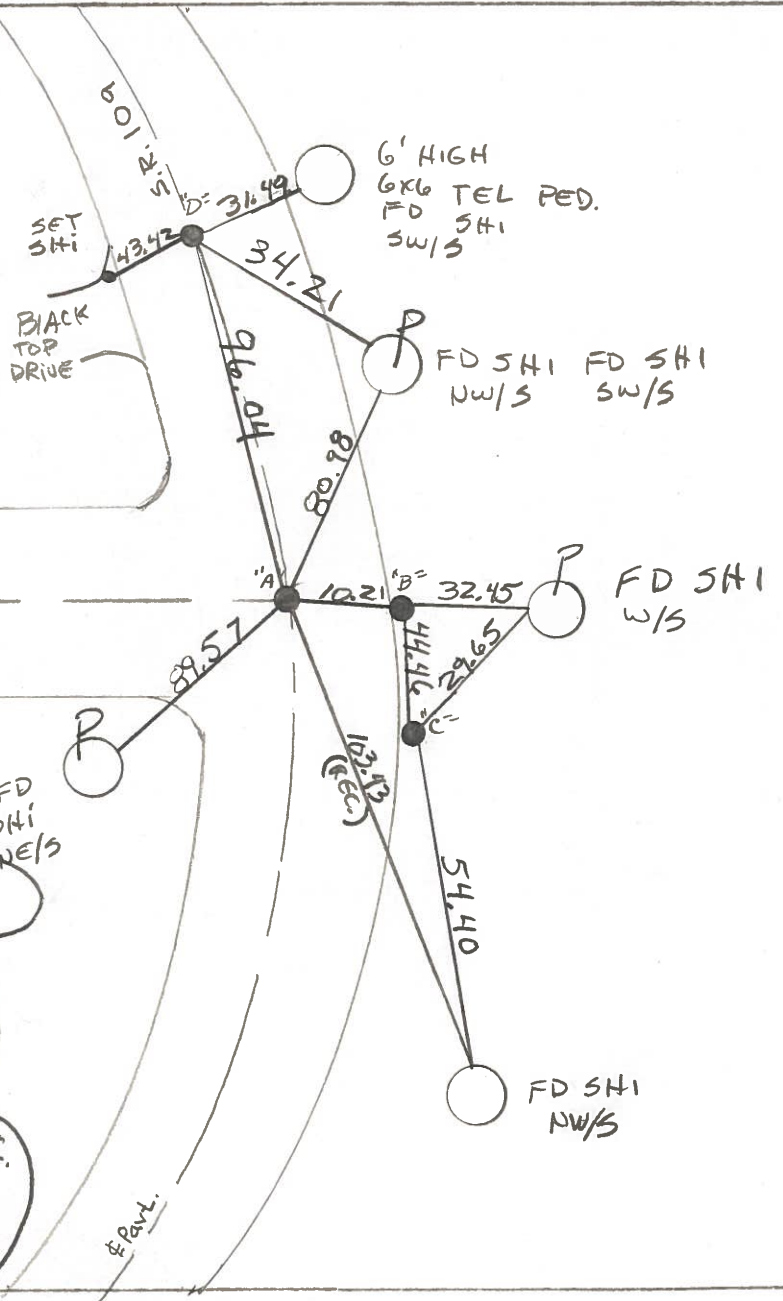 S.R. 109
"D"
31.49
6' HIGH
6x6 TEL PED.
FD SHI
SW/S
SET
SHi
43.42
34.21
BlACK
TOP
DRiVE
P
FD SHI
NW/S
FD SHI
SW/S
96.04
80.98
"A
10.21
"B"
32.45
P
FD SHI
W/S
89.57
44.46
29.65
"C"
P
103.43
(REC.)
FD
SHi
NE/S
54.40
FD SHI
NW/S
℄ Pavt.